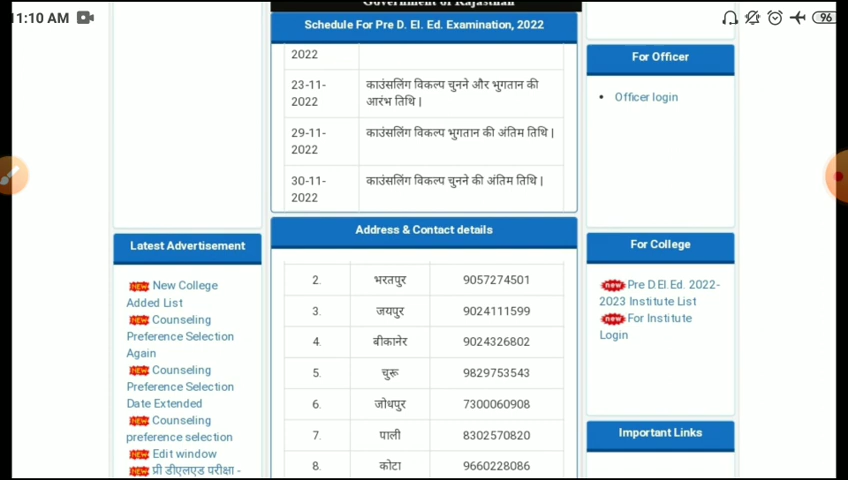 11:10 AM
96
Government of Rajasthan
Schedule For Pre D. El. Ed. Examination, 2022
2022
23-11-
2022
काउंसलिंग विकल्प चुनने और भुगतान की
आरंभ तिथि |
29-11-
2022
काउंसलिंग विकल्प भुगतान की अंतिम तिथि |
30-11-
2022
काउंसलिंग विकल्प चुनने की अंतिम तिथि |
Address & Contact details
2. भरतपुर 9057274501
3. जयपुर 9024111599
4. बीकानेर 9024326802
5. चुरू 9829753543
6. जोधपुर 7300060908
7. पाली 8302570820
8. कोटा 9660228086
Latest Advertisement
NEW New College
Added List
NEW Counseling
Preference Selection
Again
NEW Counseling
Preference Selection
Date Extended
NEW Counseling
preference selection
NEW Edit window
NEW प्री डीएलएड परीक्षा -
For Officer
Officer login
For College
new Pre D.El.Ed. 2022-
2023 Institute List
new For Institute
Login
Important Links